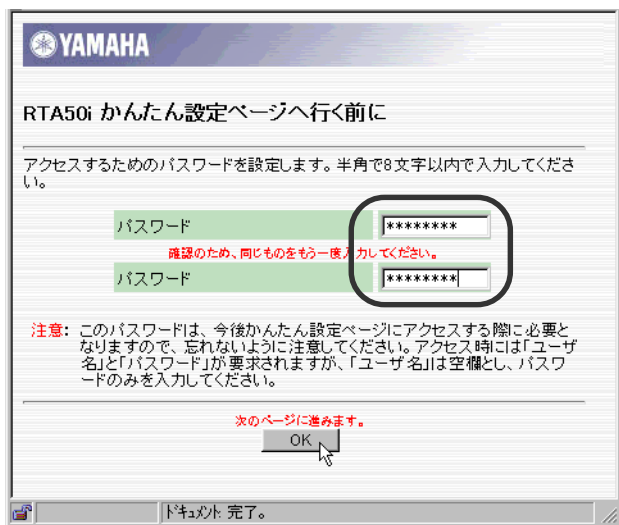 YAMAHA
RTA50i かんたん設定ページへ行く前に
アクセスするためのパスワードを設定します。半角で8文字以内で入力してくださ
い。
パスワード ********
確認のため、同じものをもう一度入力してください。
パスワード ********
注意: このパスワードは、今後かんたん設定ページにアクセスする際に必要と
なりますので、忘れないように注意してください。アクセス時には「ユーザ
名」と「パスワード」が要求されますが、「ユーザ名」は空欄とし、パスワ
ードのみを入力してください。
次のページに進みます。
OK
ﾄﾞｷｭﾒﾝﾄ: 完了。